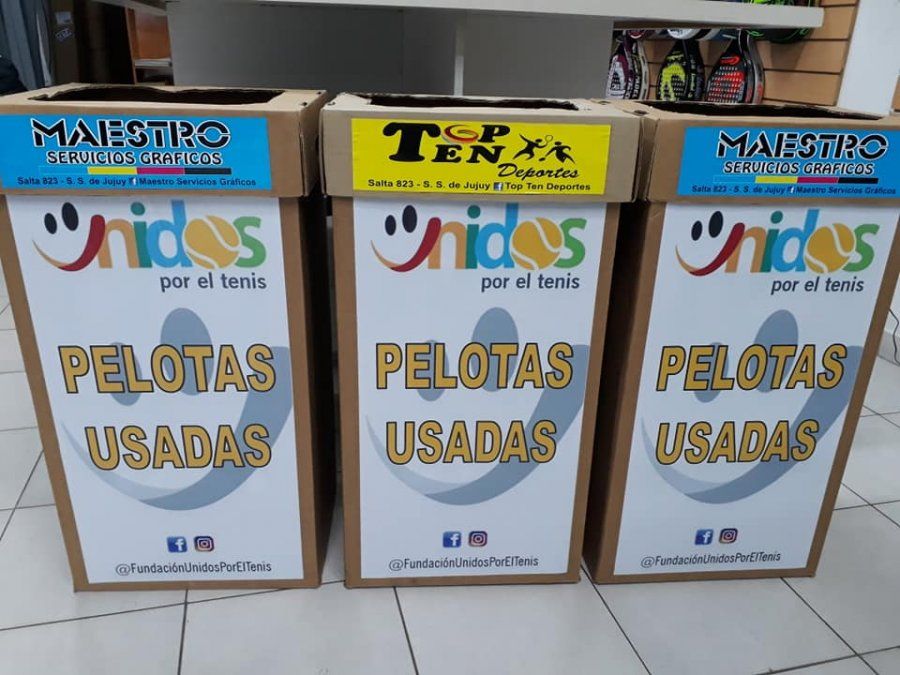 MAESTRO
SERVICIOS GRÁFICOS
Salta 823 - S. S. de Jujuy Maestro Servicios Gráficos
Unidos
por el tenis
PELOTAS
USADAS
@FundaciónUnidosPorElTenis
TOP
TEN
Deportes
Salta 823 - S. S. de Jujuy Top Ten Deportes
Unidos
por el tenis
PELOTAS
USADAS
@FundaciónUnidosPorElTenis
MAESTRO
SERVICIOS GRÁFICOS
Salta 823 - S. S. de Jujuy Maestro Servicios Gráficos
Unidos
por el tenis
PELOTAS
USADAS
@FundaciónUnidosPorElTenis